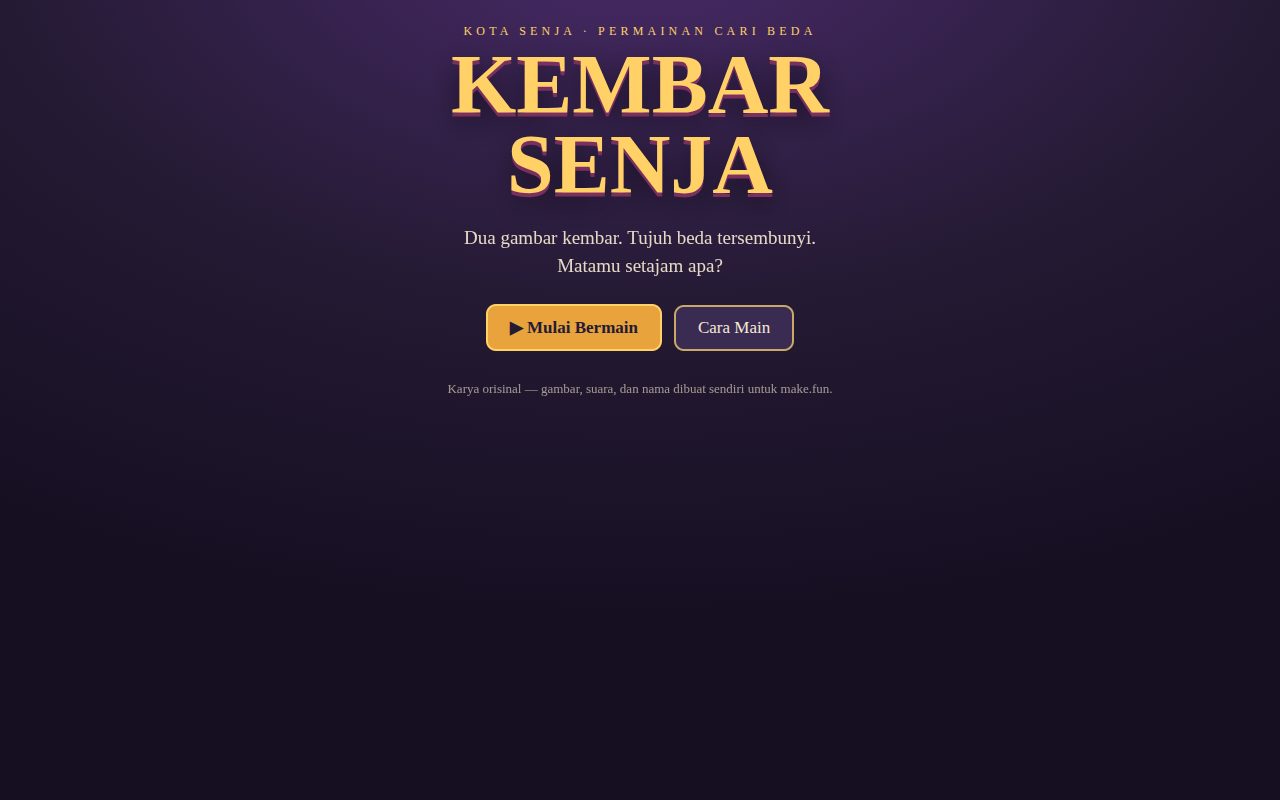 KOTA SENJA · PERMAINAN CARI BEDA
KEMBAR
SENJA
Dua gambar kembar. Tujuh beda tersembunyi.
Matamu setajam apa?
▶ Mulai Bermain
Cara Main
Karya orisinal — gambar, suara, dan nama dibuat sendiri untuk make.fun.